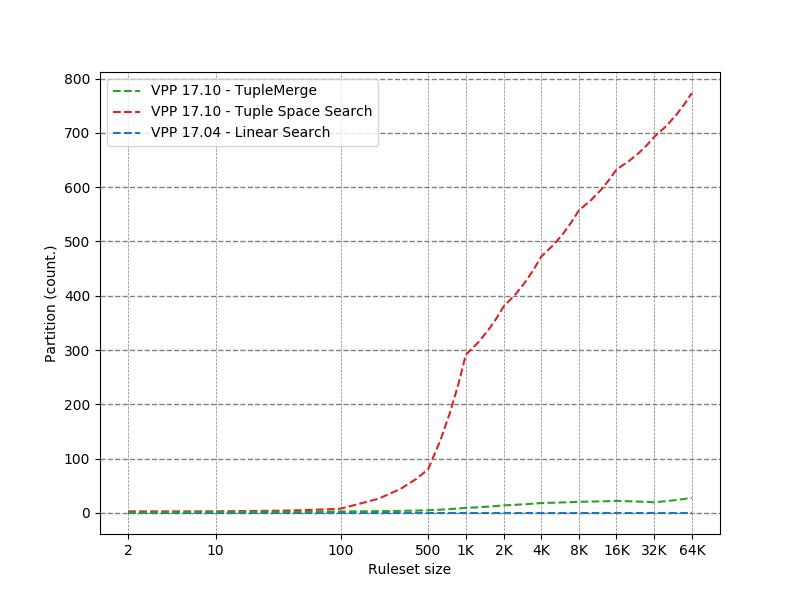 VPP 17.10 - TupleMerge
VPP 17.10 - Tuple Space Search
VPP 17.04 - Linear Search
Partition (count.)
800
700
600
500
400
300
200
100
0
2 10 100 500 1K 2K 4K 8K 16K 32K 64K
Ruleset size